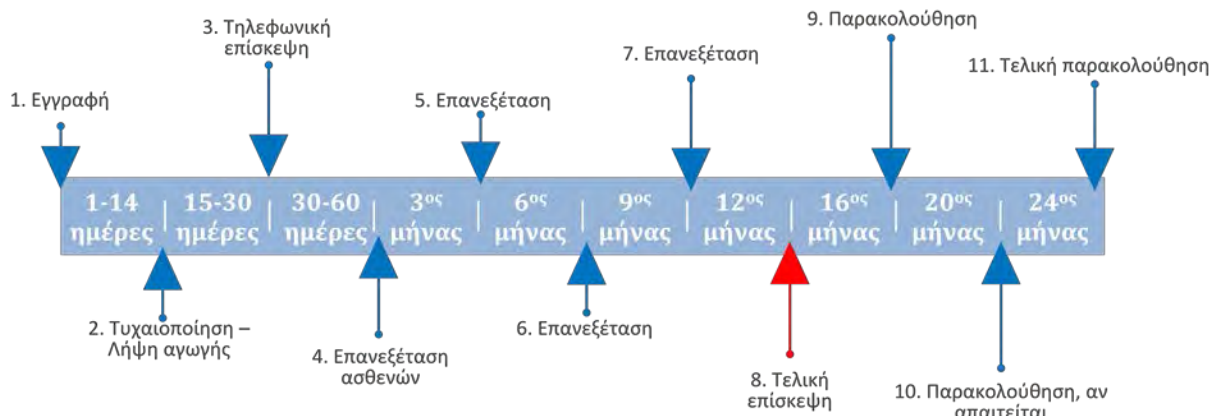 1. Εγγραφή
3. Τηλεφωνική
επίσκεψη
5. Επανεξέταση
7. Επανεξέταση
9. Παρακολούθηση
11. Τελική παρακολούθηση
1-14
ημέρες
15-30
ημέρες
30-60
ημέρες
3ος
μήνας
6ος
μήνας
9ος
μήνας
12ος
μήνας
16ος
μήνας
20ος
μήνας
24ος
μήνας
2. Τυχαιοποίηση –
Λήψη αγωγής
4. Επανεξέταση
ασθενών
6. Επανεξέταση
8. Τελική
επίσκεψη
10. Παρακολούθηση, αν
απαιτείται